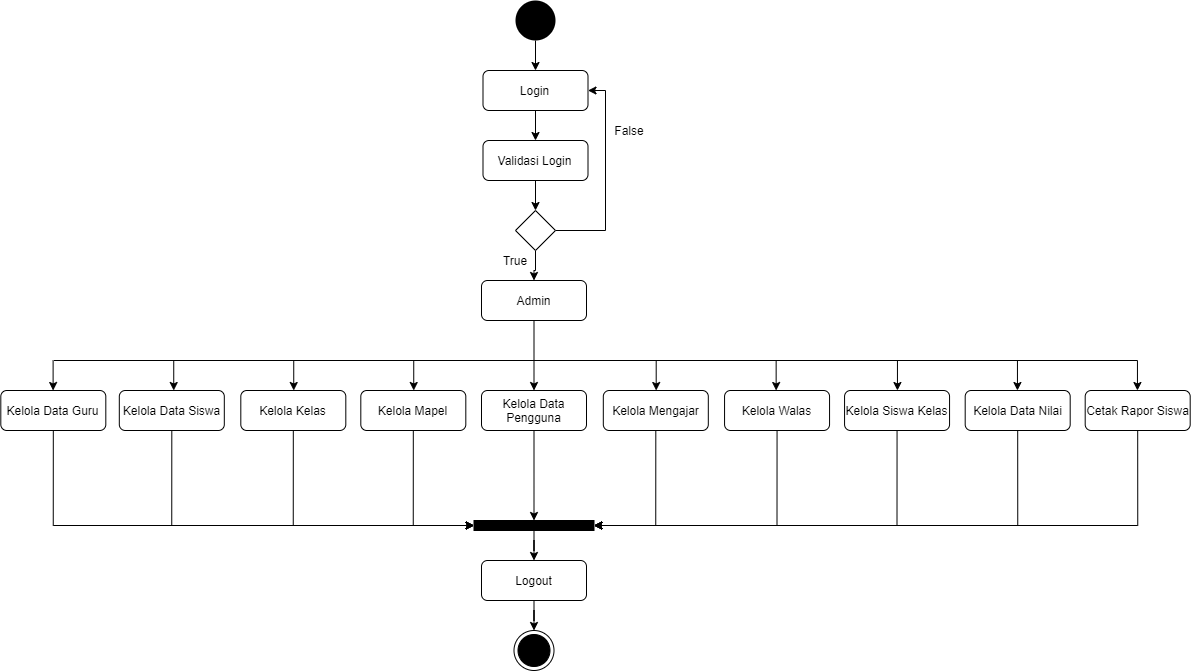 Login
False
Validasi Login
True
Admin
Kelola Data Guru
Kelola Data Siswa
Kelola Kelas
Kelola Mapel
Kelola Data
Pengguna
Kelola Mengajar
Kelola Walas
Kelola Siswa Kelas
Kelola Data Nilai
Cetak Rapor Siswa
Logout